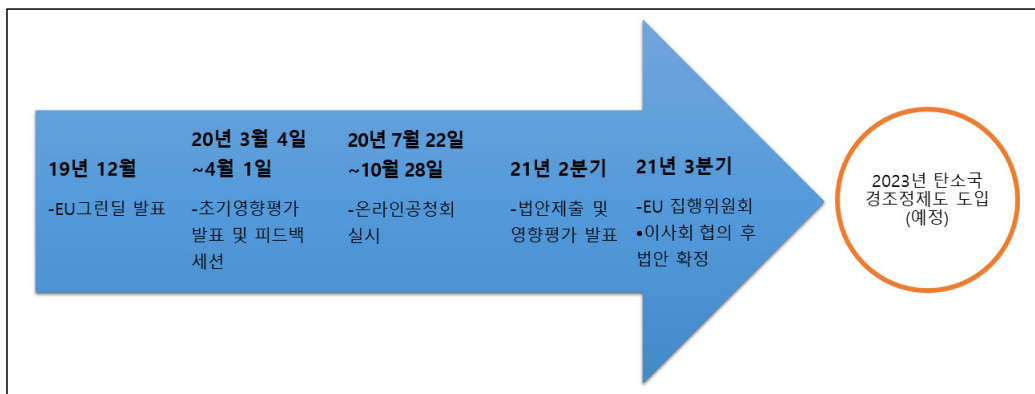 19년 12월
-EU그린딜 발표
20년 3월 4일
~4월 1일
-초기영향평가
발표 및 피드백
세션
20년 7월 22일
~10월 28일
-온라인공청회
실시
21년 2분기
-법안제출 및
영향평가 발표
21년 3분기
-EU 집행위원회
•이사회 협의 후
법안 확정
2023년 탄소국
경조정제도 도입
(예정)